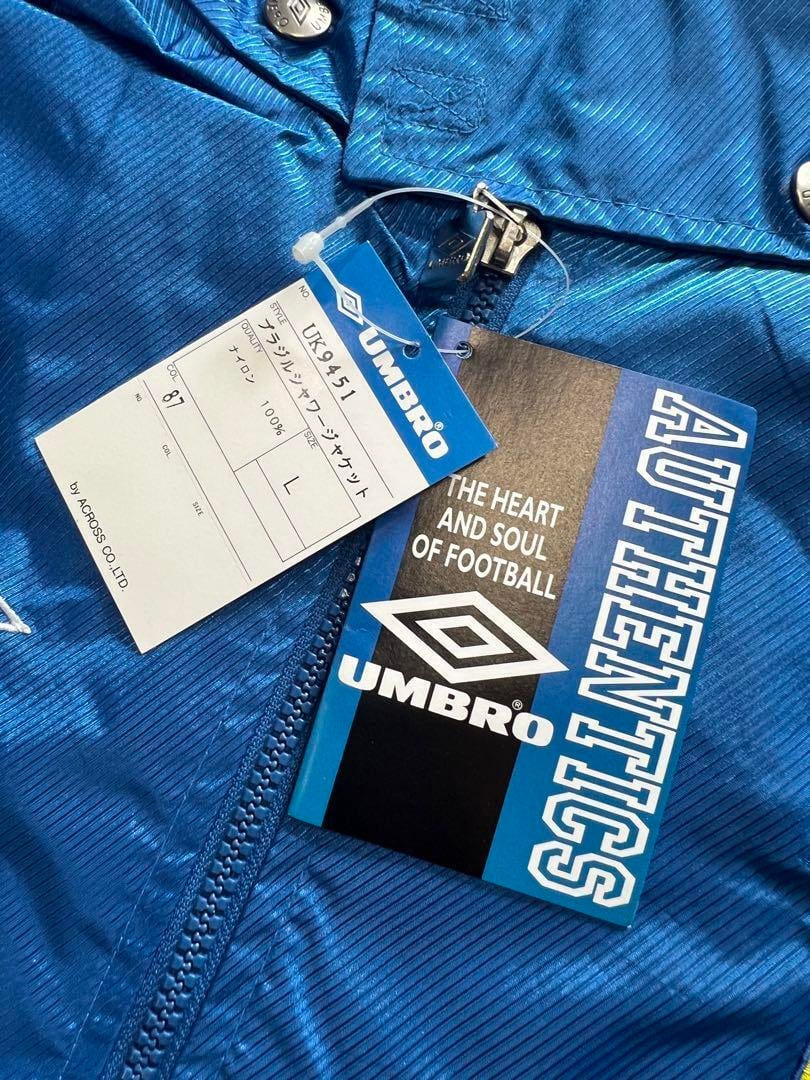 UMBRO
UMBRO
UMBRO®
NO.
UK9451
STYLE
ブラジルシャワージャケット
QUALITY
ナイロン 100%
SIZE
L
COL
87
NO
COL.
SIZE
by ACROSS CO.,LTD.
THE HEART
AND SOUL
OF FOOTBALL
UMBRO®
AUTHENTICS